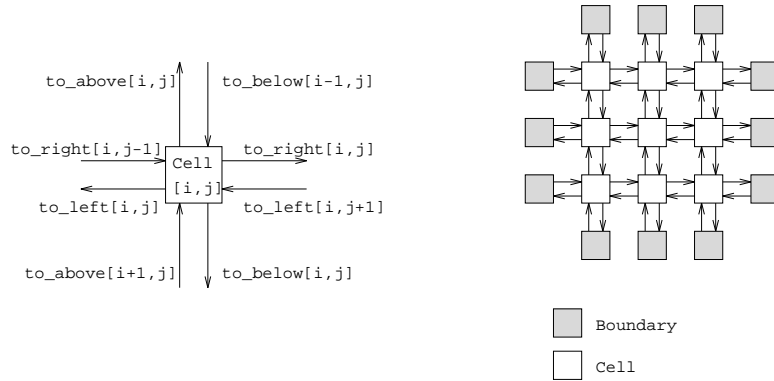 to_above[i,j]
to_below[i-1,j]
to_right[i,j-1]
to_right[i,j]
Cell
[i,j]
to_left[i,j]
to_left[i,j+1]
to_above[i+1,j]
to_below[i,j]
Boundary
Cell